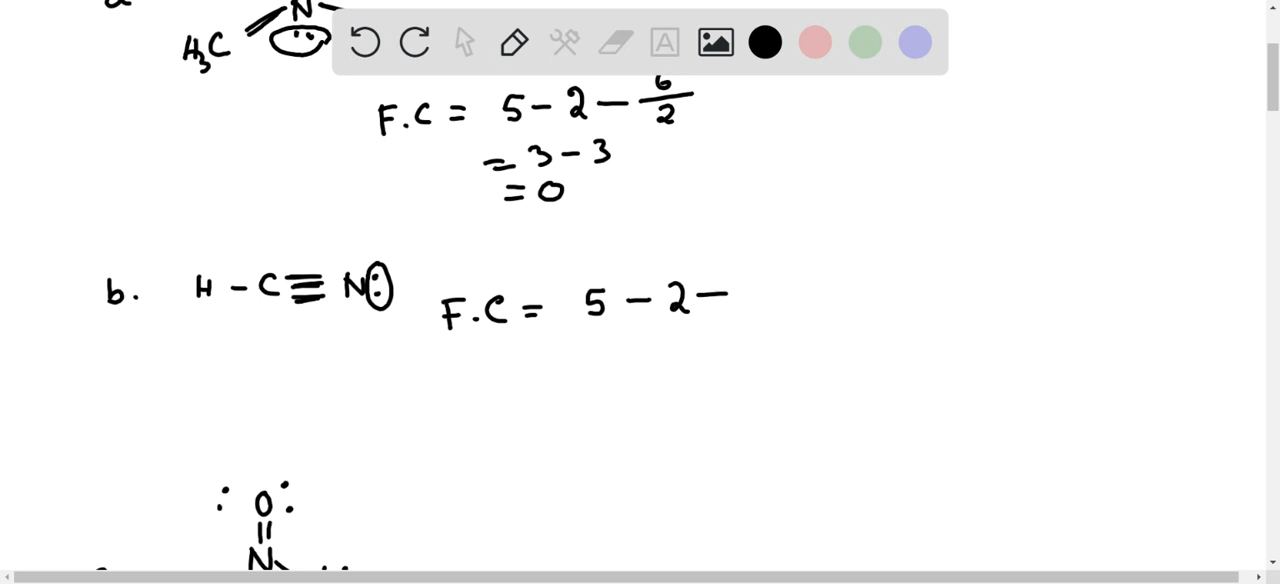 N
H₃C
F.C = 5 - 2 - 6/2
= 3 - 3
= 0
b. H - C ≡ N: F.C = 5 - 2 -
: O :
||
N